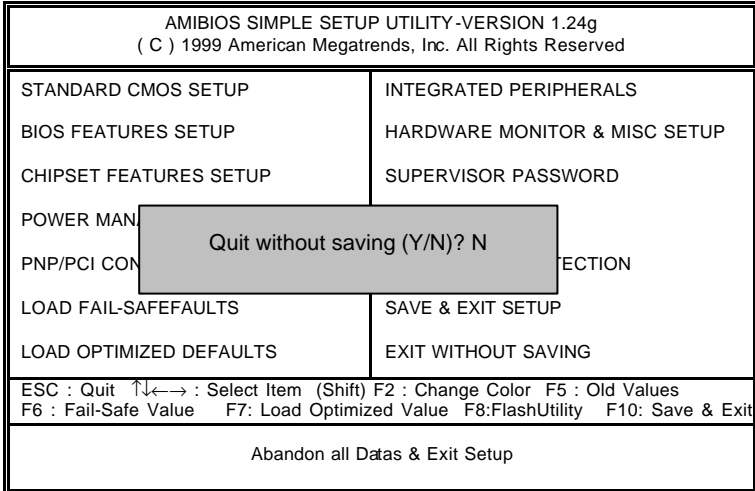 AMIBIOS SIMPLE SETUP UTILITY-VERSION 1.24g
( C ) 1999 American Megatrends, Inc. All Rights Reserved
STANDARD CMOS SETUP
BIOS FEATURES SETUP
CHIPSET FEATURES SETUP
POWER MAN
PNP/PCI CON
LOAD FAIL-SAFEFAULTS
LOAD OPTIMIZED DEFAULTS
INTEGRATED PERIPHERALS
HARDWARE MONITOR & MISC SETUP
SUPERVISOR PASSWORD
TECTION
SAVE & EXIT SETUP
EXIT WITHOUT SAVING
Quit without saving (Y/N)? N
ESC : Quit ↑↓←→ : Select Item (Shift) F2 : Change Color F5 : Old Values
F6 : Fail-Safe Value F7: Load Optimized Value F8:FlashUtility F10: Save & Exit
Abandon all Datas & Exit Setup